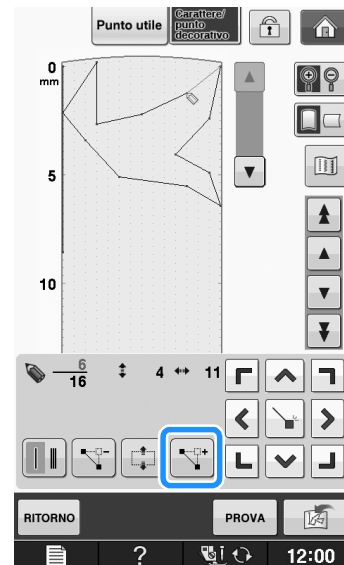 Punto utile
Carattere/
punto
decorativo
0
mm
5
10
6
16
4
11
RITORNO
PROVA
?
12:00